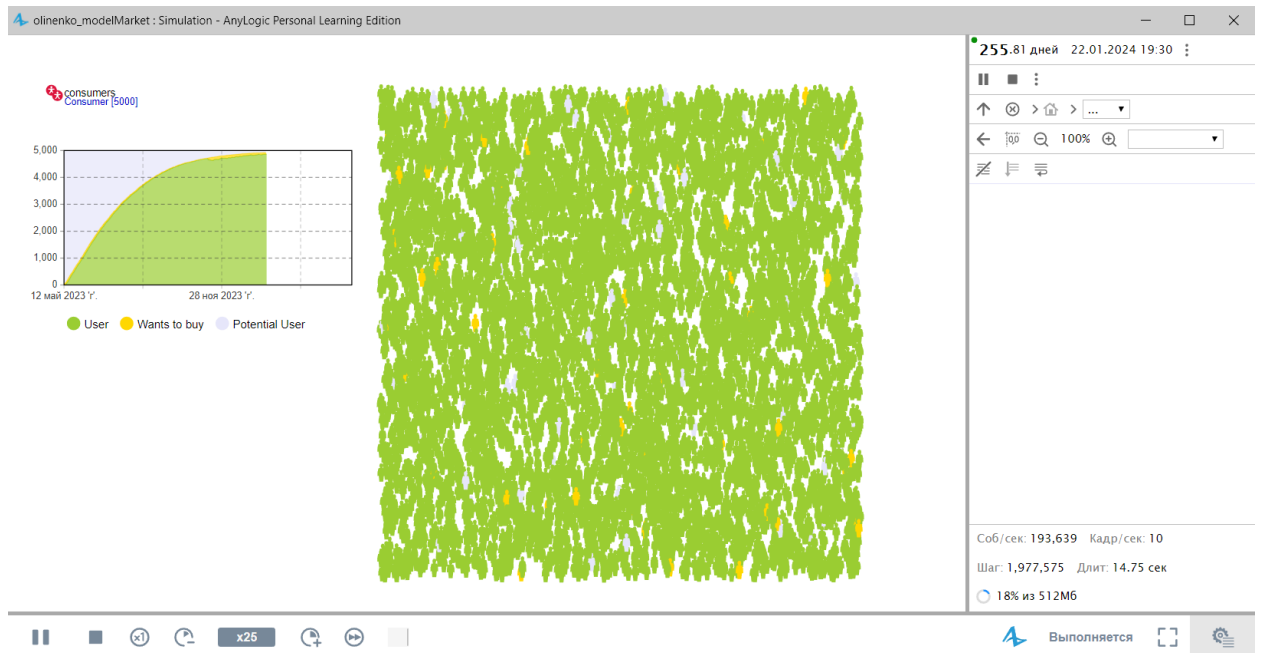 olinenko_modelMarket : Simulation - AnyLogic Personal Learning Edition
255.81 дней 22.01.2024 19:30
consumers
Consumer [5000]
...
100%
5,000
4,000
3,000
2,000
1,000
0
12 май 2023 'г'. 28 ноя 2023 'г'.
User Wants to buy Potential User
Соб/сек: 193,639 Кадр/сек: 10
Шаг: 1,977,575 Длит: 14.75 сек
18% из 512Мб
x1 x25 Выполняется